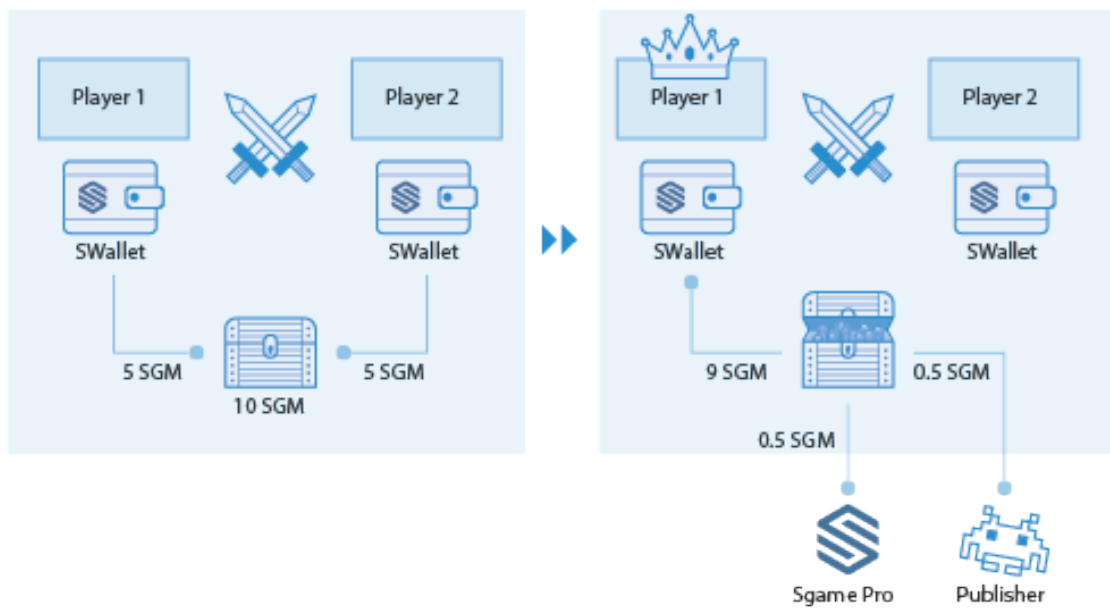 Player 1
Player 2
SWallet
SWallet
5 SGM
5 SGM
10 SGM
Player 1
Player 2
SWallet
SWallet
9 SGM
0.5 SGM
0.5 SGM
Sgame Pro
Publisher